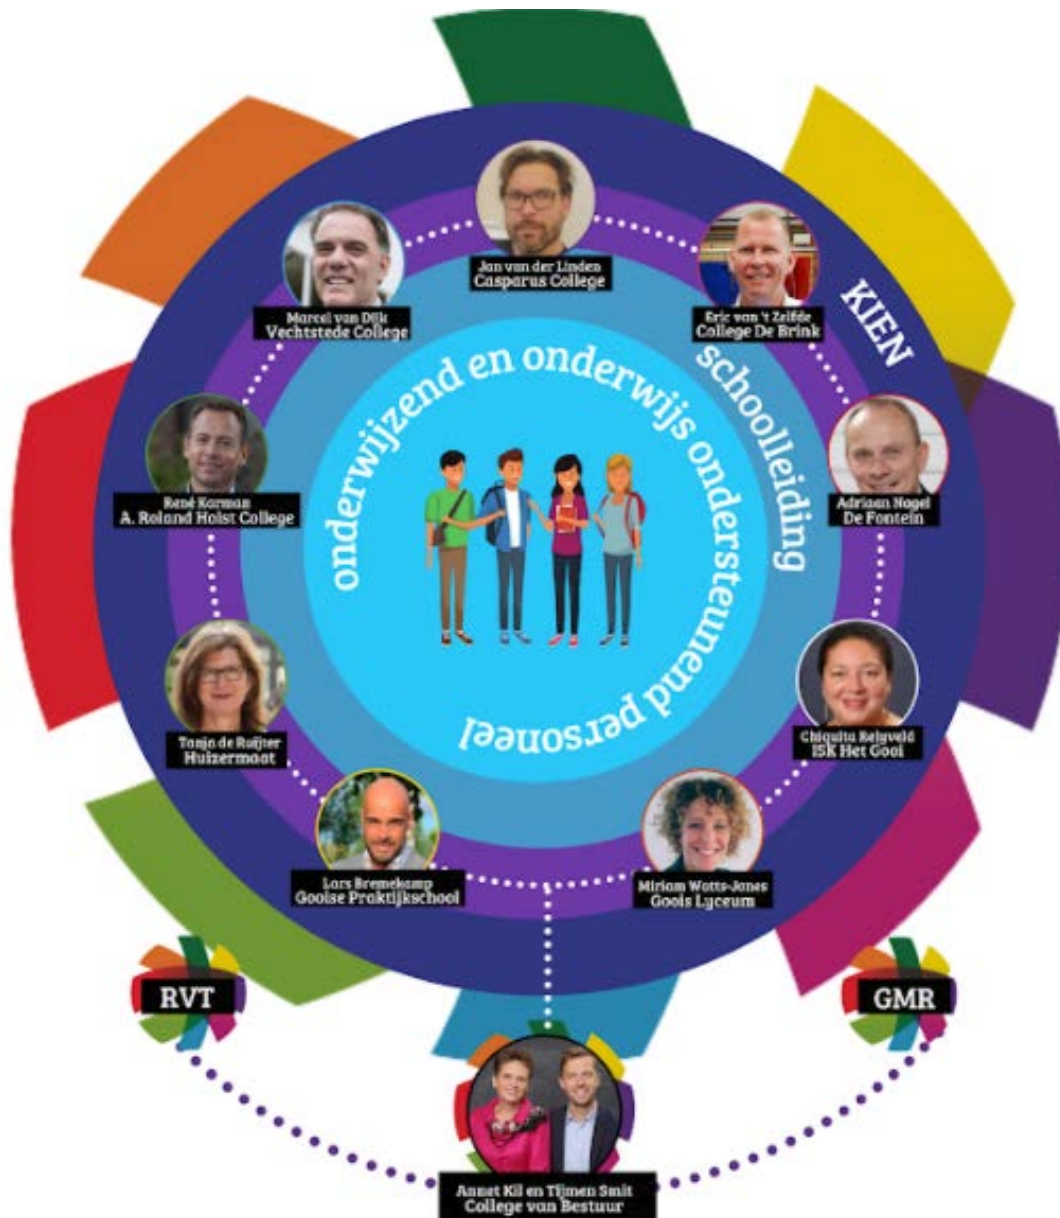 Jan van der Linden
Casparus College
Marcel van Dijk
Vechtstede College
Eric van 't Zelfde
College De Brink
KIEN
schoolleiding
onderwijzend en onderwijs ondersteunend personeel
René Karman
A. Roland Holst College
Adriaan Nagel
De Fontein
Tanja de Ruijter
Huizermaat
Chiquita Reijveld
ISK Het Gooi
Lars Bremekamp
Gooise Praktijkschool
Miriam Watts-Jones
Goois Lyceum
RVT
GMR
Annet Kil en Tijmen Smit
College van Bestuur